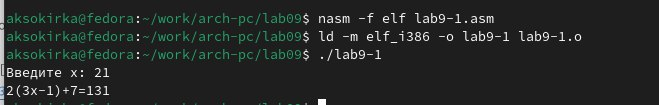 aksokirka@fedora:~/work/arch-pc/lab09$ nasm -f elf lab9-1.asm
aksokirka@fedora:~/work/arch-pc/lab09$ ld -m elf_i386 -o lab9-1 lab9-1.o
aksokirka@fedora:~/work/arch-pc/lab09$ ./lab9-1
Введите x: 21
2(3x-1)+7=131
aksokirka@fedora:~/work/arch-pc/lab09$